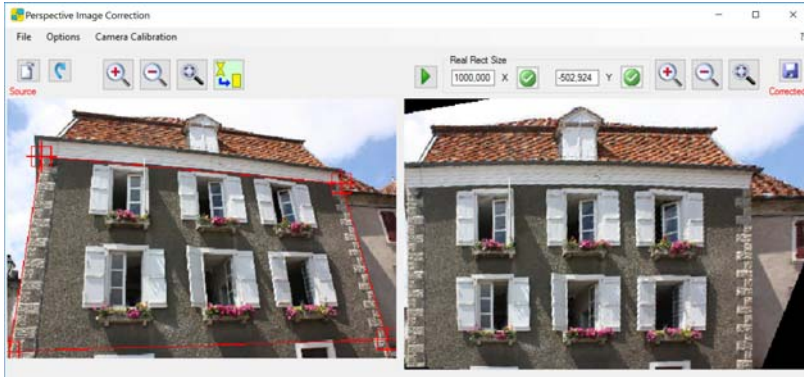 Perspective Image Correction
File Options Camera Calibration ?
Real Rect Size
1000,000 X -502,924 Y
Source Corrected